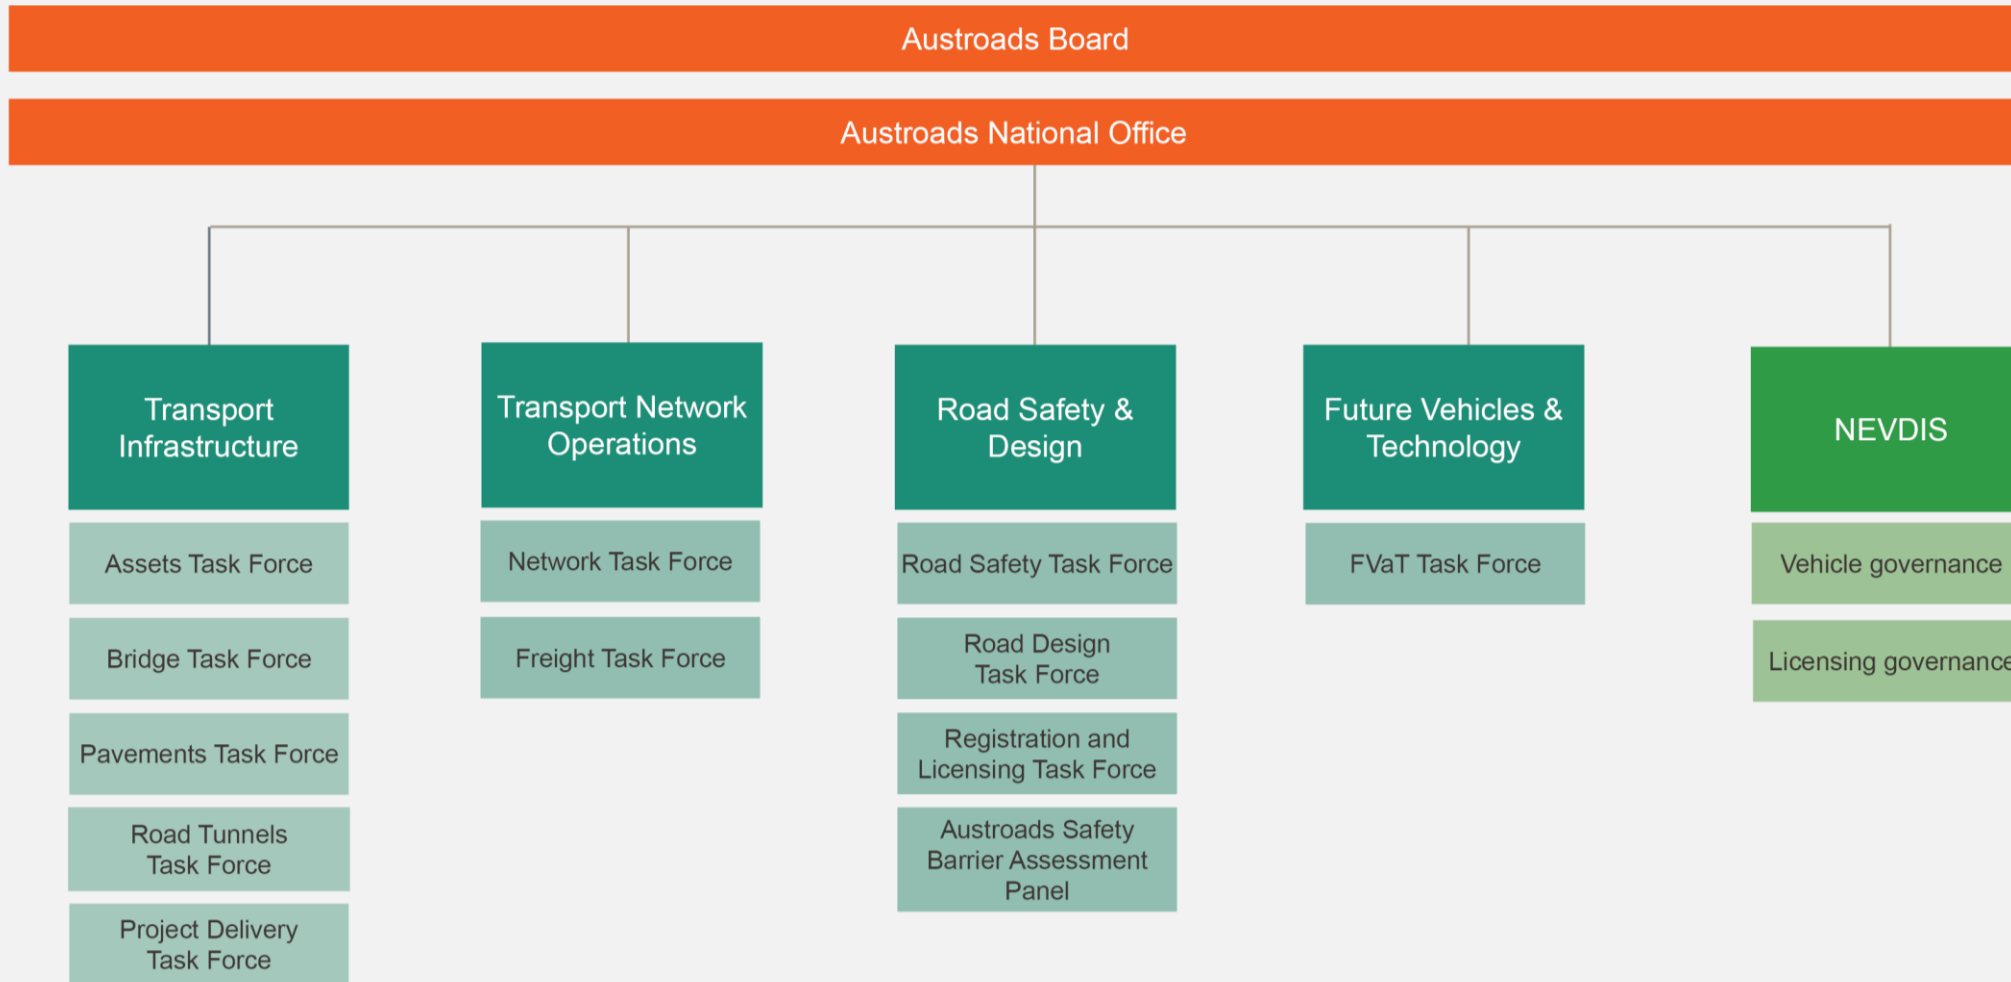 Austroads Board
Austroads National Office
Transport
Infrastructure
Assets Task Force
Bridge Task Force
Pavements Task Force
Road Tunnels
Task Force
Project Delivery
Task Force
Transport Network
Operations
Network Task Force
Freight Task Force
Road Safety &
Design
Road Safety Task Force
Road Design
Task Force
Registration and
Licensing Task Force
Austroads Safety
Barrier Assessment
Panel
Future Vehicles &
Technology
FVaT Task Force
NEVDIS
Vehicle governance
Licensing governance